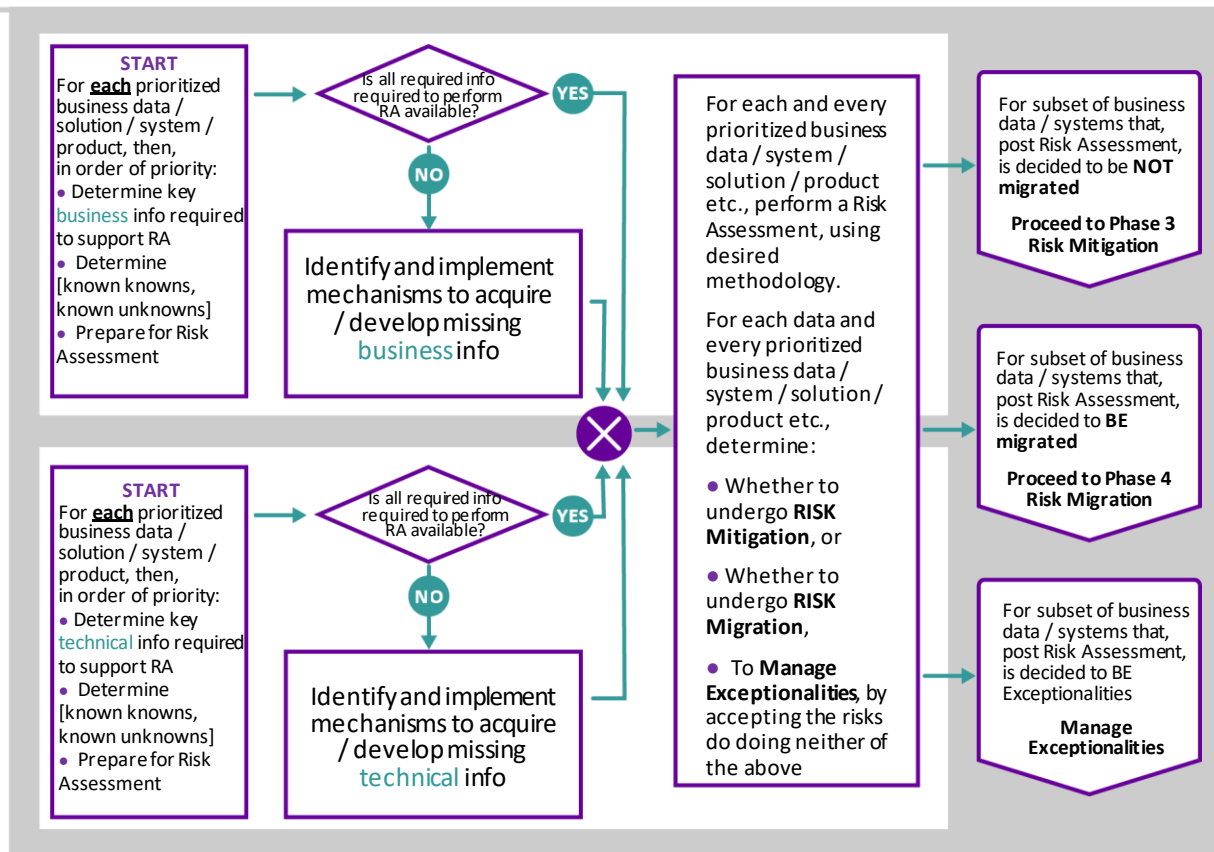 START
For each prioritized
business data /
solution / system /
product, then,
in order of priority:
• Determine key
business info required
to support RA
• Determine
[known knowns,
known unknowns]
• Prepare for Risk
Assessment
Is all required info
required to perform
RA available?
YES
NO
Identify and implement
mechanisms to acquire
/ develop missing
business info
START
For each prioritized
business data /
solution / system /
product, then,
in order of priority:
• Determine key
technical info required
to support RA
• Determine
[known knowns,
known unknowns]
• Prepare for Risk
Assessment
Is all required info
required to perform
RA available?
YES
NO
Identify and implement
mechanisms to acquire
/ develop missing
technical info
For each and every
prioritized business
data / system /
solution / product
etc., perform a Risk
Assessment, using
desired
methodology.
For each data and
every prioritized
business data /
system / solution /
product etc.,
determine:
• Whether to
undergo RISK
Mitigation, or
• Whether to
undergo RISK
Migration,
• To Manage
Exceptionalities, by
accepting the risks
do doing neither of
the above
For subset of business
data / systems that,
post Risk Assessment,
is decided to be NOT
migrated
Proceed to Phase 3
Risk Mitigation
For subset of business
data / systems that,
post Risk Assessment,
is decided to BE
migrated
Proceed to Phase 4
Risk Migration
For subset of business
data / systems that,
post Risk Assessment,
is decided to BE
Exceptionalities
Manage
Exceptionalities